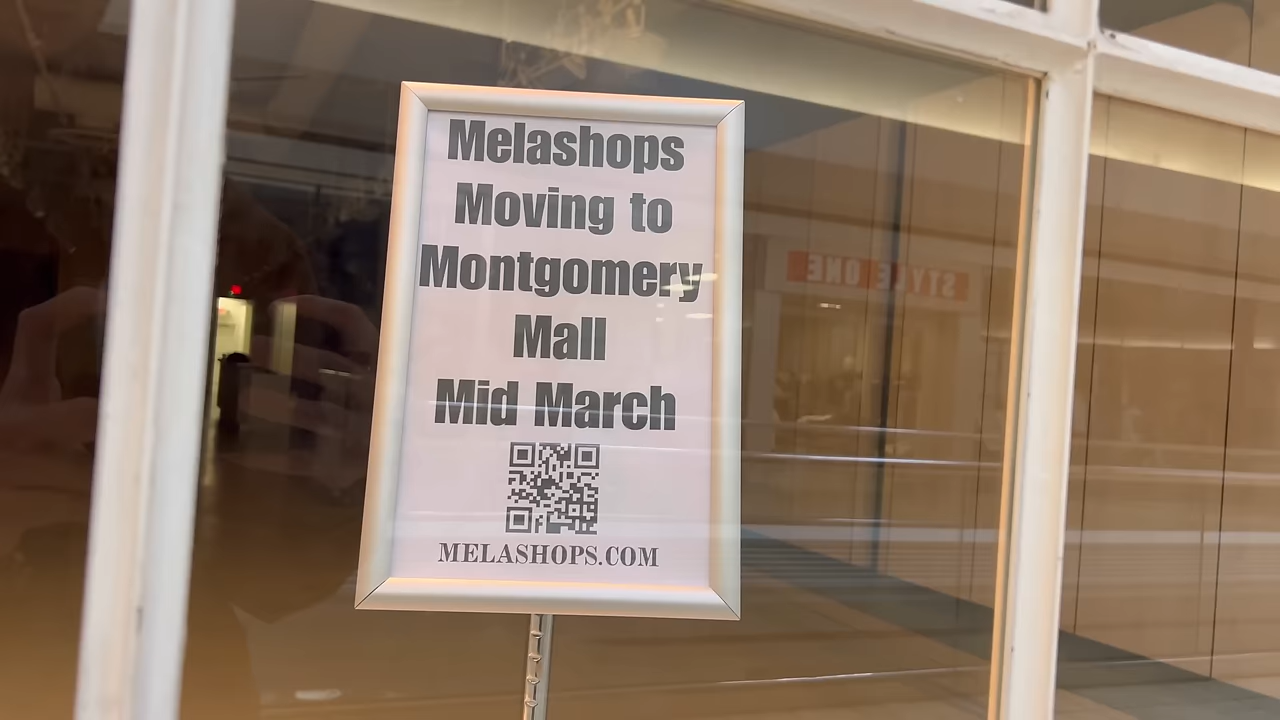 Melashops
Moving to
Montgomery
Mall
Mid March
MELASHOPS.COM
STYLE ONE